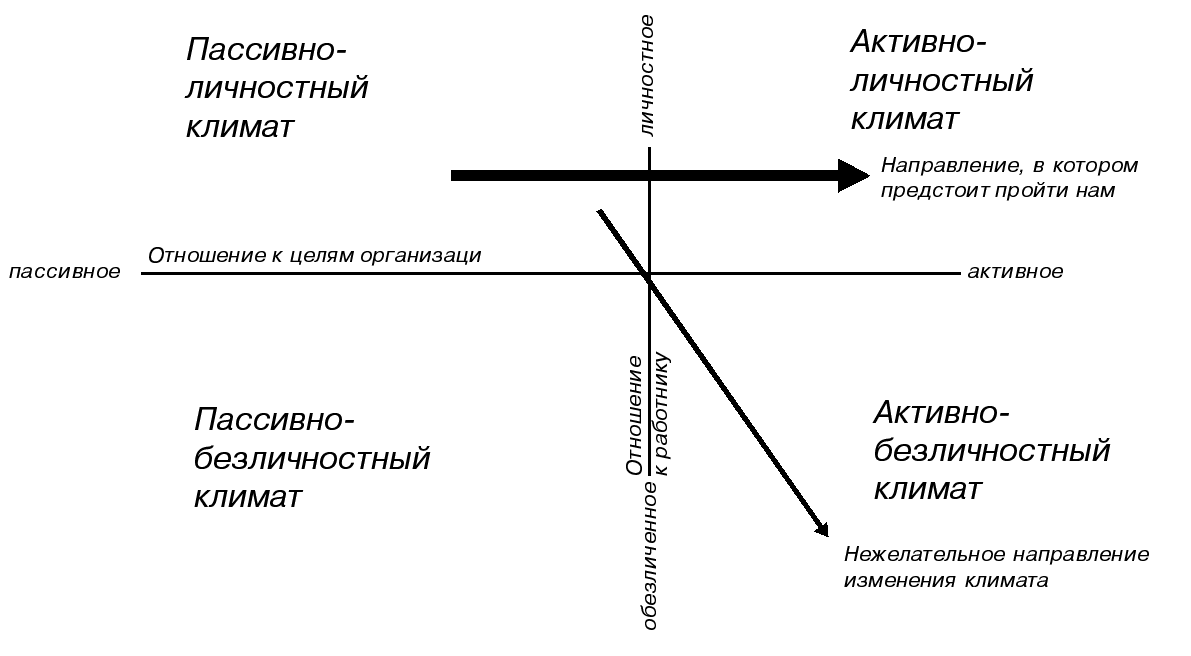 Пассивно-
личностный
климат
личностное
Активно-
личностный
климат
Направление, в котором
предстоит пройти нам
Отношение к целям организаци
пассивное
активное
Отношение
к работнику
обезличенное
Пассивно-
безличностный
климат
Активно-
безличностный
климат
Нежелательное направление
изменения климата